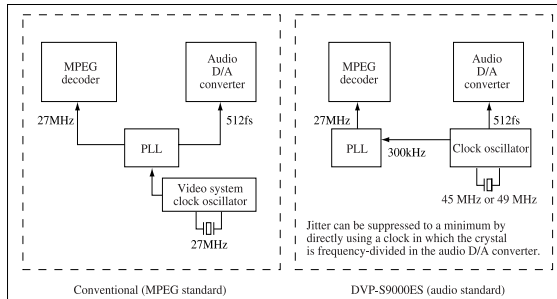 MPEG
decoder
Audio
D/A
converter
27MHz
512fs
PLL
Video system
clock oscillator
27MHz
Conventional (MPEG standard)
MPEG
decoder
Audio
D/A
converter
27MHz
512fs
PLL
300kHz
Clock oscillator
45 MHz or 49 MHz
Jitter can be suppressed to a minimum by
directly using a clock in which the crystal
is frequency-divided in the audio D/A converter.
DVP-S9000ES (audio standard)